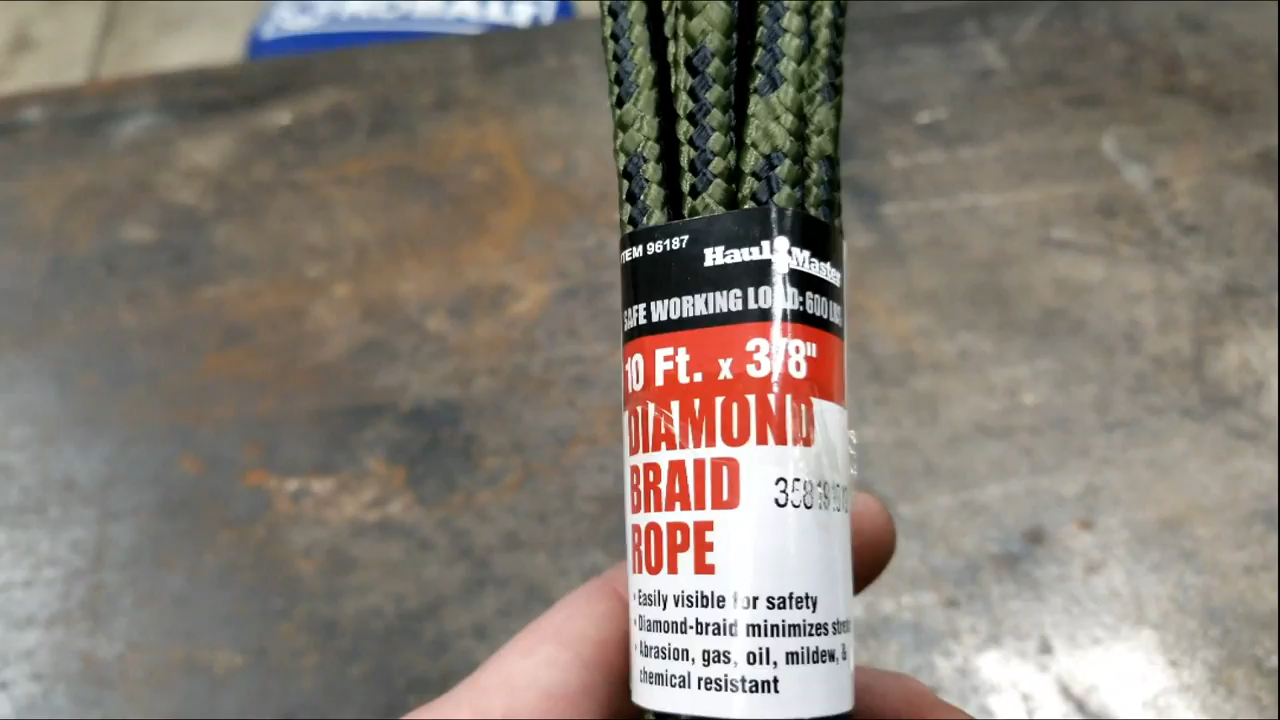 KOBALT
ITEM 96187
Haul Master
SAFE WORKING LOAD: 600 LBS
10 Ft. x 3/8"
DIAMOND
BRAID
ROPE
• Easily visible for safety
• Diamond-braid minimizes
• Abrasion, gas, oil, mildew, &
chemical resistant